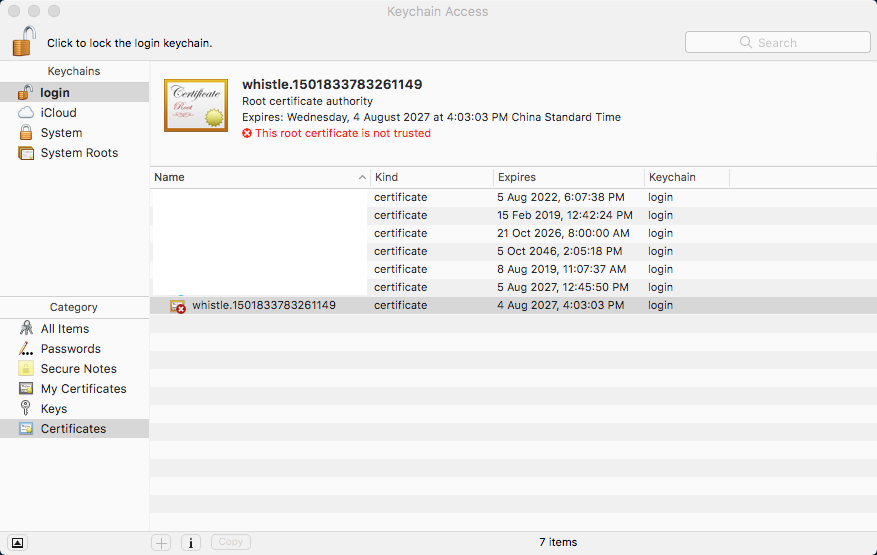 Keychain Access
Click to lock the login keychain.
Search
Keychains
login
iCloud
System
System Roots
Certificate
Root
whistle.1501833783261149
Root certificate authority
Expires: Wednesday, 4 August 2027 at 4:03:03 PM China Standard Time
This root certificate is not trusted
Name Kind Expires Keychain
certificate 5 Aug 2022, 6:07:38 PM login
certificate 15 Feb 2019, 12:42:24 PM login
certificate 21 Oct 2026, 8:00:00 AM login
certificate 5 Oct 2046, 2:05:18 PM login
certificate 8 Aug 2019, 11:07:37 AM login
certificate 5 Aug 2027, 12:45:50 PM login
whistle.1501833783261149 certificate 4 Aug 2027, 4:03:03 PM login
Category
All Items
Passwords
Secure Notes
My Certificates
Keys
Certificates
Copy
7 items